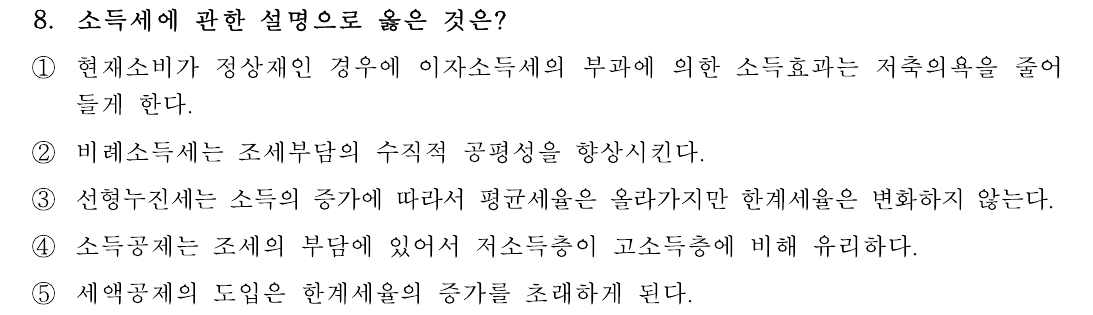 8. 소득세에 관한 설명으로 옳은 것은?
① 현재소비가 정상재인 경우에 이자소득세의 부과에 의한 소득효과는 저축의욕을 줄어
들게 한다.
② 비례소득세는 조세부담의 수직적 공평성을 향상시킨다.
③ 선형누진세는 소득의 증가에 따라서 평균세율은 올라가지만 한계세율은 변화하지 않는다.
④ 소득공제는 조세의 부담에 있어서 저소득층이 고소득층에 비해 유리하다.
⑤ 세액공제의 도입은 한계세율의 증가를 초래하게 된다.